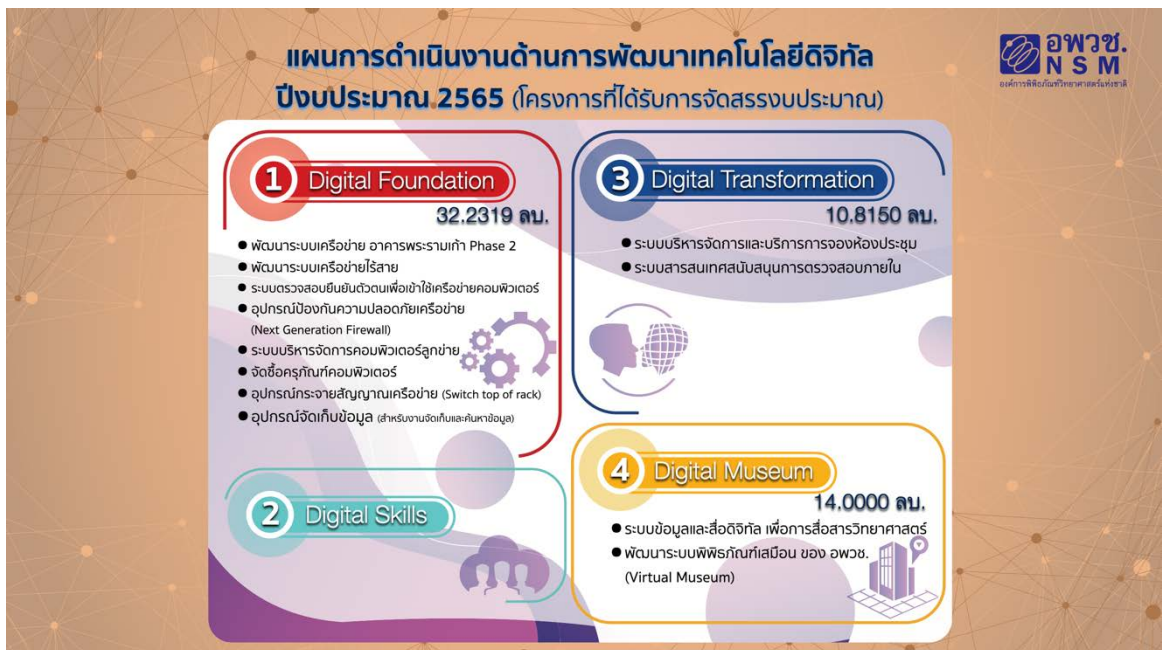 แผนการดำเนินงานด้านการพัฒนาเทคโนโลยีดิจิทัล
ปีงบประมาณ 2565 (โครงการที่ได้รับการจัดสรรงบประมาณ)
อพวช.
NSM
องค์การพิพิธภัณฑ์วิทยาศาสตร์แห่งชาติ
1 Digital Foundation
32.2319 ลบ.
● พัฒนาระบบเครือข่าย อาคารพระรามเก้า Phase 2
● พัฒนาระบบเครือข่ายไร้สาย
● ระบบตรวจสอบยืนยันตัวตนเพื่อเข้าใช้เครือข่ายคอมพิวเตอร์
● อุปกรณ์ป้องกันความปลอดภัยเครือข่าย
(Next Generation Firewall)
● ระบบบริหารจัดการคอมพิวเตอร์ลูกข่าย
● จัดซื้อครุภัณฑ์คอมพิวเตอร์
● อุปกรณ์กระจายสัญญาณเครือข่าย (Switch top of rack)
● อุปกรณ์จัดเก็บข้อมูล (สำหรับงานจัดเก็บและค้นหาข้อมูล)
2 Digital Skills
3 Digital Transformation
10.8150 ลบ.
● ระบบบริหารจัดการและบริการการจองห้องประชุม
● ระบบสารสนเทศสนับสนุนการตรวจสอบภายใน
4 Digital Museum
14.0000 ลบ.
● ระบบข้อมูลและสื่อดิจิทัล เพื่อการสื่อสารวิทยาศาสตร์
● พัฒนาระบบพิพิธภัณฑ์เสมือน ของ อพวช.
(Virtual Museum)